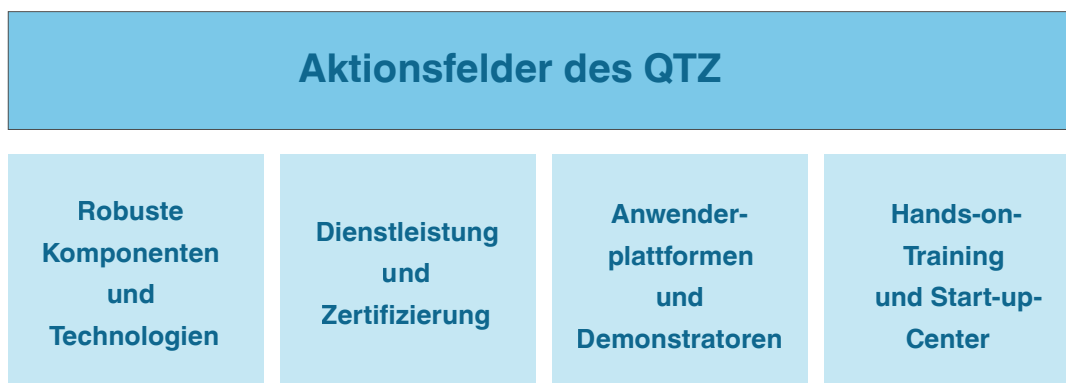 Aktionsfelder des QTZ
Robuste
Komponenten
und
Technologien
Dienstleistung
und
Zertifizierung
Anwender-
plattformen
und
Demonstratoren
Hands-on-
Training
und Start-up-
Center